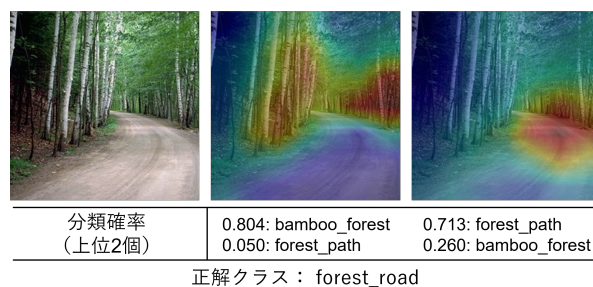 分類確率
（上位2個）
0.804: bamboo_forest
0.050: forest_path
0.713: forest_path
0.260: bamboo_forest
正解クラス： forest_road